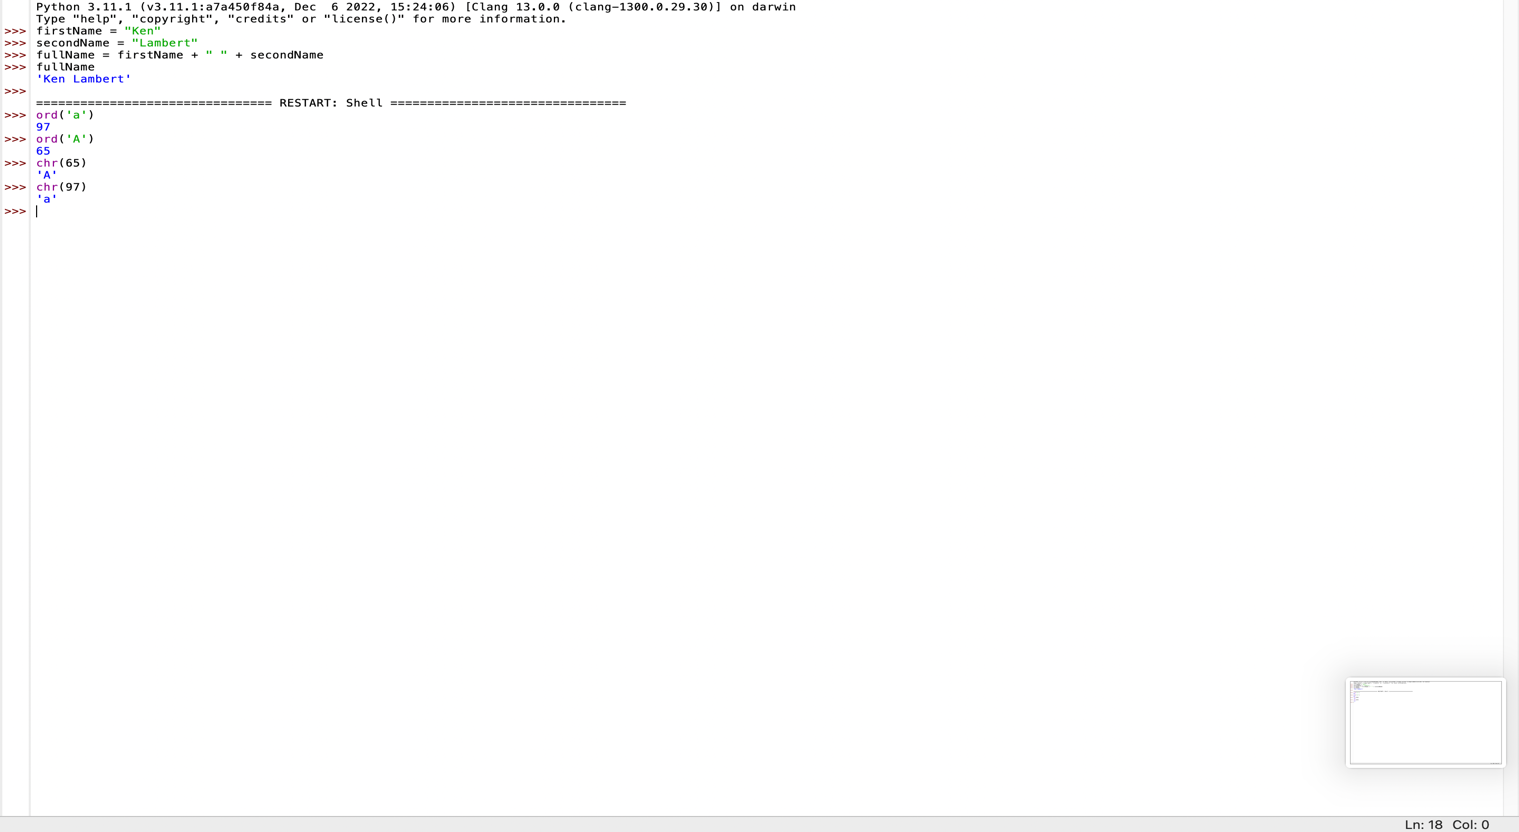 Python 3.11.1 (v3.11.1:a7a450f84a, Dec  6 2022, 15:24:06) [Clang 13.0.0 (clang-1300.0.29.30)] on darwin
Type "help", "copyright", "credits" or "license()" for more information.
>>> firstName = "Ken"
>>> secondName = "Lambert"
>>> fullName = firstName + " " + secondName
>>> fullName
'Ken Lambert'
>>>
================================ RESTART: Shell ================================
>>> ord('a')
97
>>> ord('A')
65
>>> chr(65)
'A'
>>> chr(97)
'a'
>>>
Ln: 18  Col: 0